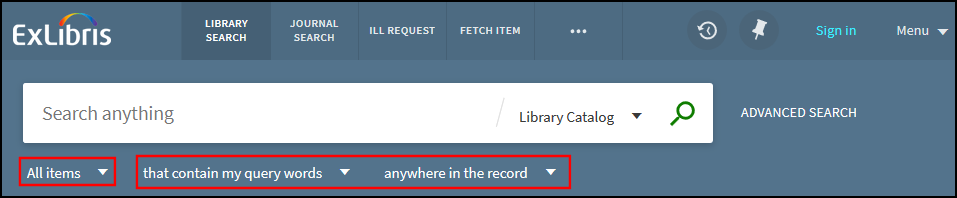 ExLibris
LIBRARY
SEARCH
JOURNAL
SEARCH
ILL REQUEST
FETCH ITEM
•••
Sign in
Menu
Search anything
Library Catalog
ADVANCED SEARCH
All items
that contain my query words
anywhere in the record